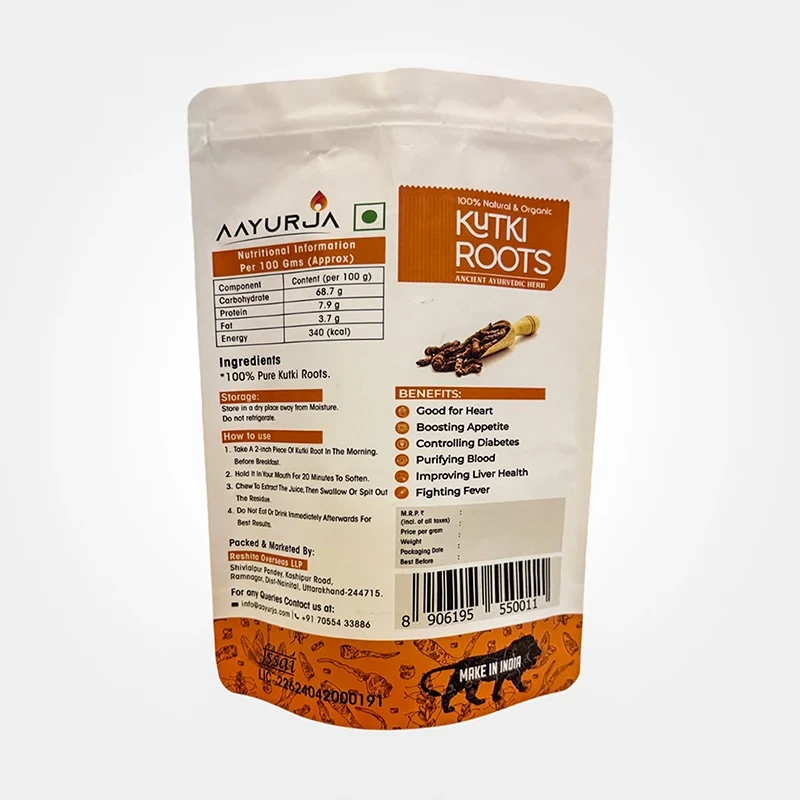 AAYURJA
Nutritional Information
Per 100 Gms (Approx)
Component Content (per 100 g)
Carbohydrate 68.7 g
Protein 7.9 g
Fat 3.7 g
Energy 340 (kcal)
Ingredients
*100% Pure Kutki Roots.
Storage:
Store in a dry place away from Moisture.
Do not refrigerate.
How to use
1. Take A 2-inch Piece Of Kutki Root In The Morning.
Before Breakfast.
2. Hold It In Your Mouth For 20 Minutes To Soften.
3. Chew To Extract The Juice, Then Swallow Or Spit Out
The Residue.
4. Do Not Eat Or Drink Immediately Afterwards For
Best Results.
Packed & Marketed By:
Reshita Overseas LLP
Shivlalpur Pandey, Kashipur Road,
Ramnagar, Dist-Nainital, Uttarakhand-244715.
For any Queries Contact us at:
info@aayurja.com | +91 70554 33886
fssai
LIC. 22624042000191
100% Natural & Organic
KUTKI
ROOTS
ANCIENT AYURVEDIC HERB
BENEFITS:
Good for Heart
Boosting Appetite
Controlling Diabetes
Purifying Blood
Improving Liver Health
Fighting Fever
M.R.P. ₹ :
(incl. of all taxes)
Price per gram :
Weight :
Packaging Date :
Best Before :
8 906195 550011
MAKE IN INDIA